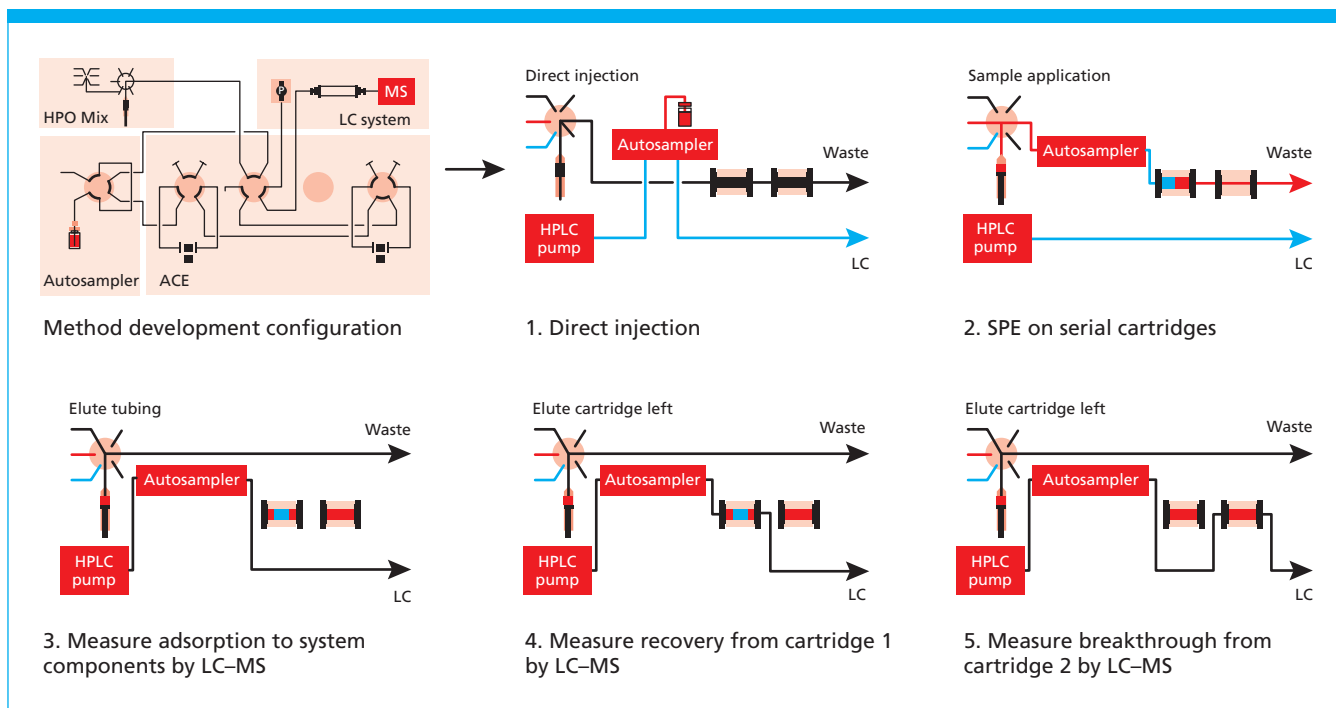 HPO Mix
P
MS
LC system
Autosampler
ACE
Method development configuration
Direct injection
Autosampler
Waste
HPLC
pump
LC
1. Direct injection
Sample application
Autosampler
Waste
HPLC
pump
LC
2. SPE on serial cartridges
Elute tubing
Waste
Autosampler
HPLC
pump
LC
3. Measure adsorption to system
components by LC–MS
Elute cartridge left
Waste
Autosampler
HPLC
pump
LC
4. Measure recovery from cartridge 1
by LC–MS
Elute cartridge left
Waste
Autosampler
HPLC
pump
LC
5. Measure breakthrough from
cartridge 2 by LC–MS